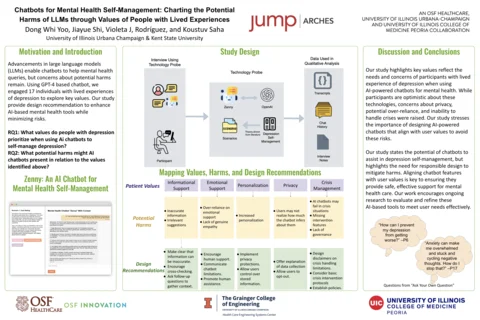 Chatbots for Mental Health Self-Management: Charting the Potential
Harms of LLMs through Values of People with Lived Experiences
Dong Whi Yoo, Jiayue Shi, Violeta J, Rodriguez, and Koustuv Saha
University of Illinois Urbana Champaign & Kent State University
jump ARCHES
AN OSF HEALTHCARE,
UNIVERSITY OF ILLINOIS URBANA-CHAMPAIGN
AND UNIVERSITY OF ILLINOIS COLLEGE OF
MEDICINE PEORIA COLLABORATION
Motivation and Introduction
Advancements in large language models
(LLMs) enable chatbots to help mental health
queries, but concerns about potential harms
remain. Using GPT-4 based chatbot, we
engaged 17 individuals with lived experiences
of depression to explore key values. Our study
provide design recommendation to enhance
AI-based mental health tools while
minimising risks.
RQ1: What values do people with depression
prioritize when using AI chatbots to
self-manage depression?
RQ2: What potential harms might AI
chatbots present in relation to the values
identified above?
Zenny: An AI Chatbot for
Mental Health Self-Management
Study Design
Interview Using
Technology Probe
Participant
Technology Probe
Zenny
OpenAI
Scenarios
Depression
Self-
Management
Data Used in
Qualitative Analysis
Transcripts
Chat
History
Interview
Notes
Mapping Values, Harms, and Design Recommendations
Patient Values
Informational
Support
Emotional
Support
Personalization
Privacy
Crisis
Management
Potential
Harms
Inaccurate
information
Irrelevant
suggestions
Over-reliance on
emotional
support
Lack of genuine
empathy
Increased
personalization
Users may not
realize how much
the chatbot infers
about them
AI chatbots may
fail in crisis
situations
Missing
intervention
features
Lack of
governance
Design
Recommendations
Make clear that
information can
be inaccurate
Encourage
cross-checking
Ask follow up
questions to
gather context.
Encourage
human support.
Communicate
chatbot
limitations.
Promote human
assistance
Implement
privacy
protections.
Allow users
control over
stored
information.
Offer explanation
of data collection
Allow users to
opt out.
Design
disclaimers on
crisis handling
limitations.
Consider basic
crisis intervention
protocols
Establish policies.
Discussion and Conclusions
Our study highlights key values reflect the
needs and concerns of participants with lived
experience of depression when using
AI-powered chatbots for mental health. While
participants are optimistic about these
technologies, concerns about privacy,
potential over-reliance, and inability to
handle crises were raised. Our study stresses
the importance of designing AI-powered
chatbots that align with user values to avoid
these risks.
Our study states the potential of chatbots to
assist in depression self-management, but
highlights the need for responsible design to
mitigate harms. Aligning chatbot features
with user values is key to ensuring they
provide safe, effective support for mental
health care. Our work encourages ongoing
research to evaluate and refine these
AI-based tools to meet user needs effectively.
"How can I prevent
my depression
from getting
worse?" –P6
"Anxiety can make
me overwhelmed
and stuck and
cycling negative
thoughts. How do I
stop that?" –P17
Questions from "Ask Your Own Question"
OSF HEALTHCARE
OSF INNOVATION
The Grainger College
of Engineering
Health Care Engineering Systems Center
UIC
UNIVERSITY OF ILLINOIS
COLLEGE OF MEDICINE
PEORIA